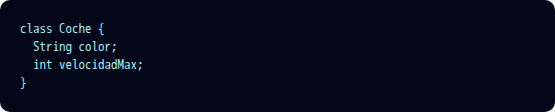 class Coche {
  String color;
  int velocidadMax;
}